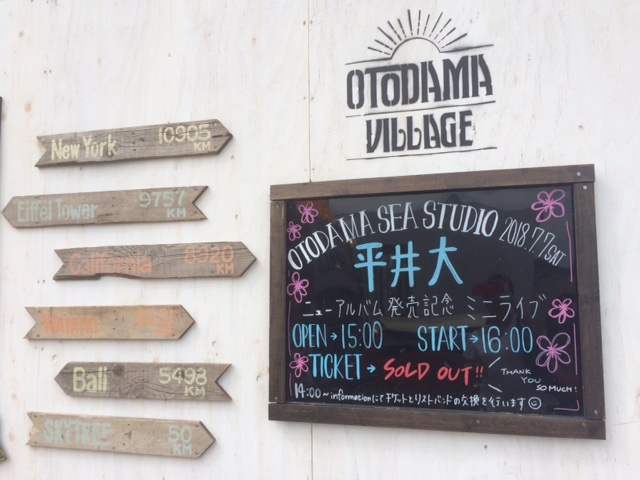 OTODAMA
VILLAGE
New York 10905 KM
Eiffel Tower 9757 KM
California 8920 KM
Bali 5493 KM
SKYTREE 50 KM
OTODAMA SEA STUDIO 2018.7.7 SAT
平井 大
ニューアルバム 発売記念 ミニライブ
OPEN→15:00 START→16:00
TICKET→ SOLD OUT!!
THANK YOU SO MUCH!
14:00~informationにてチケットとリストバンドの交換を行います